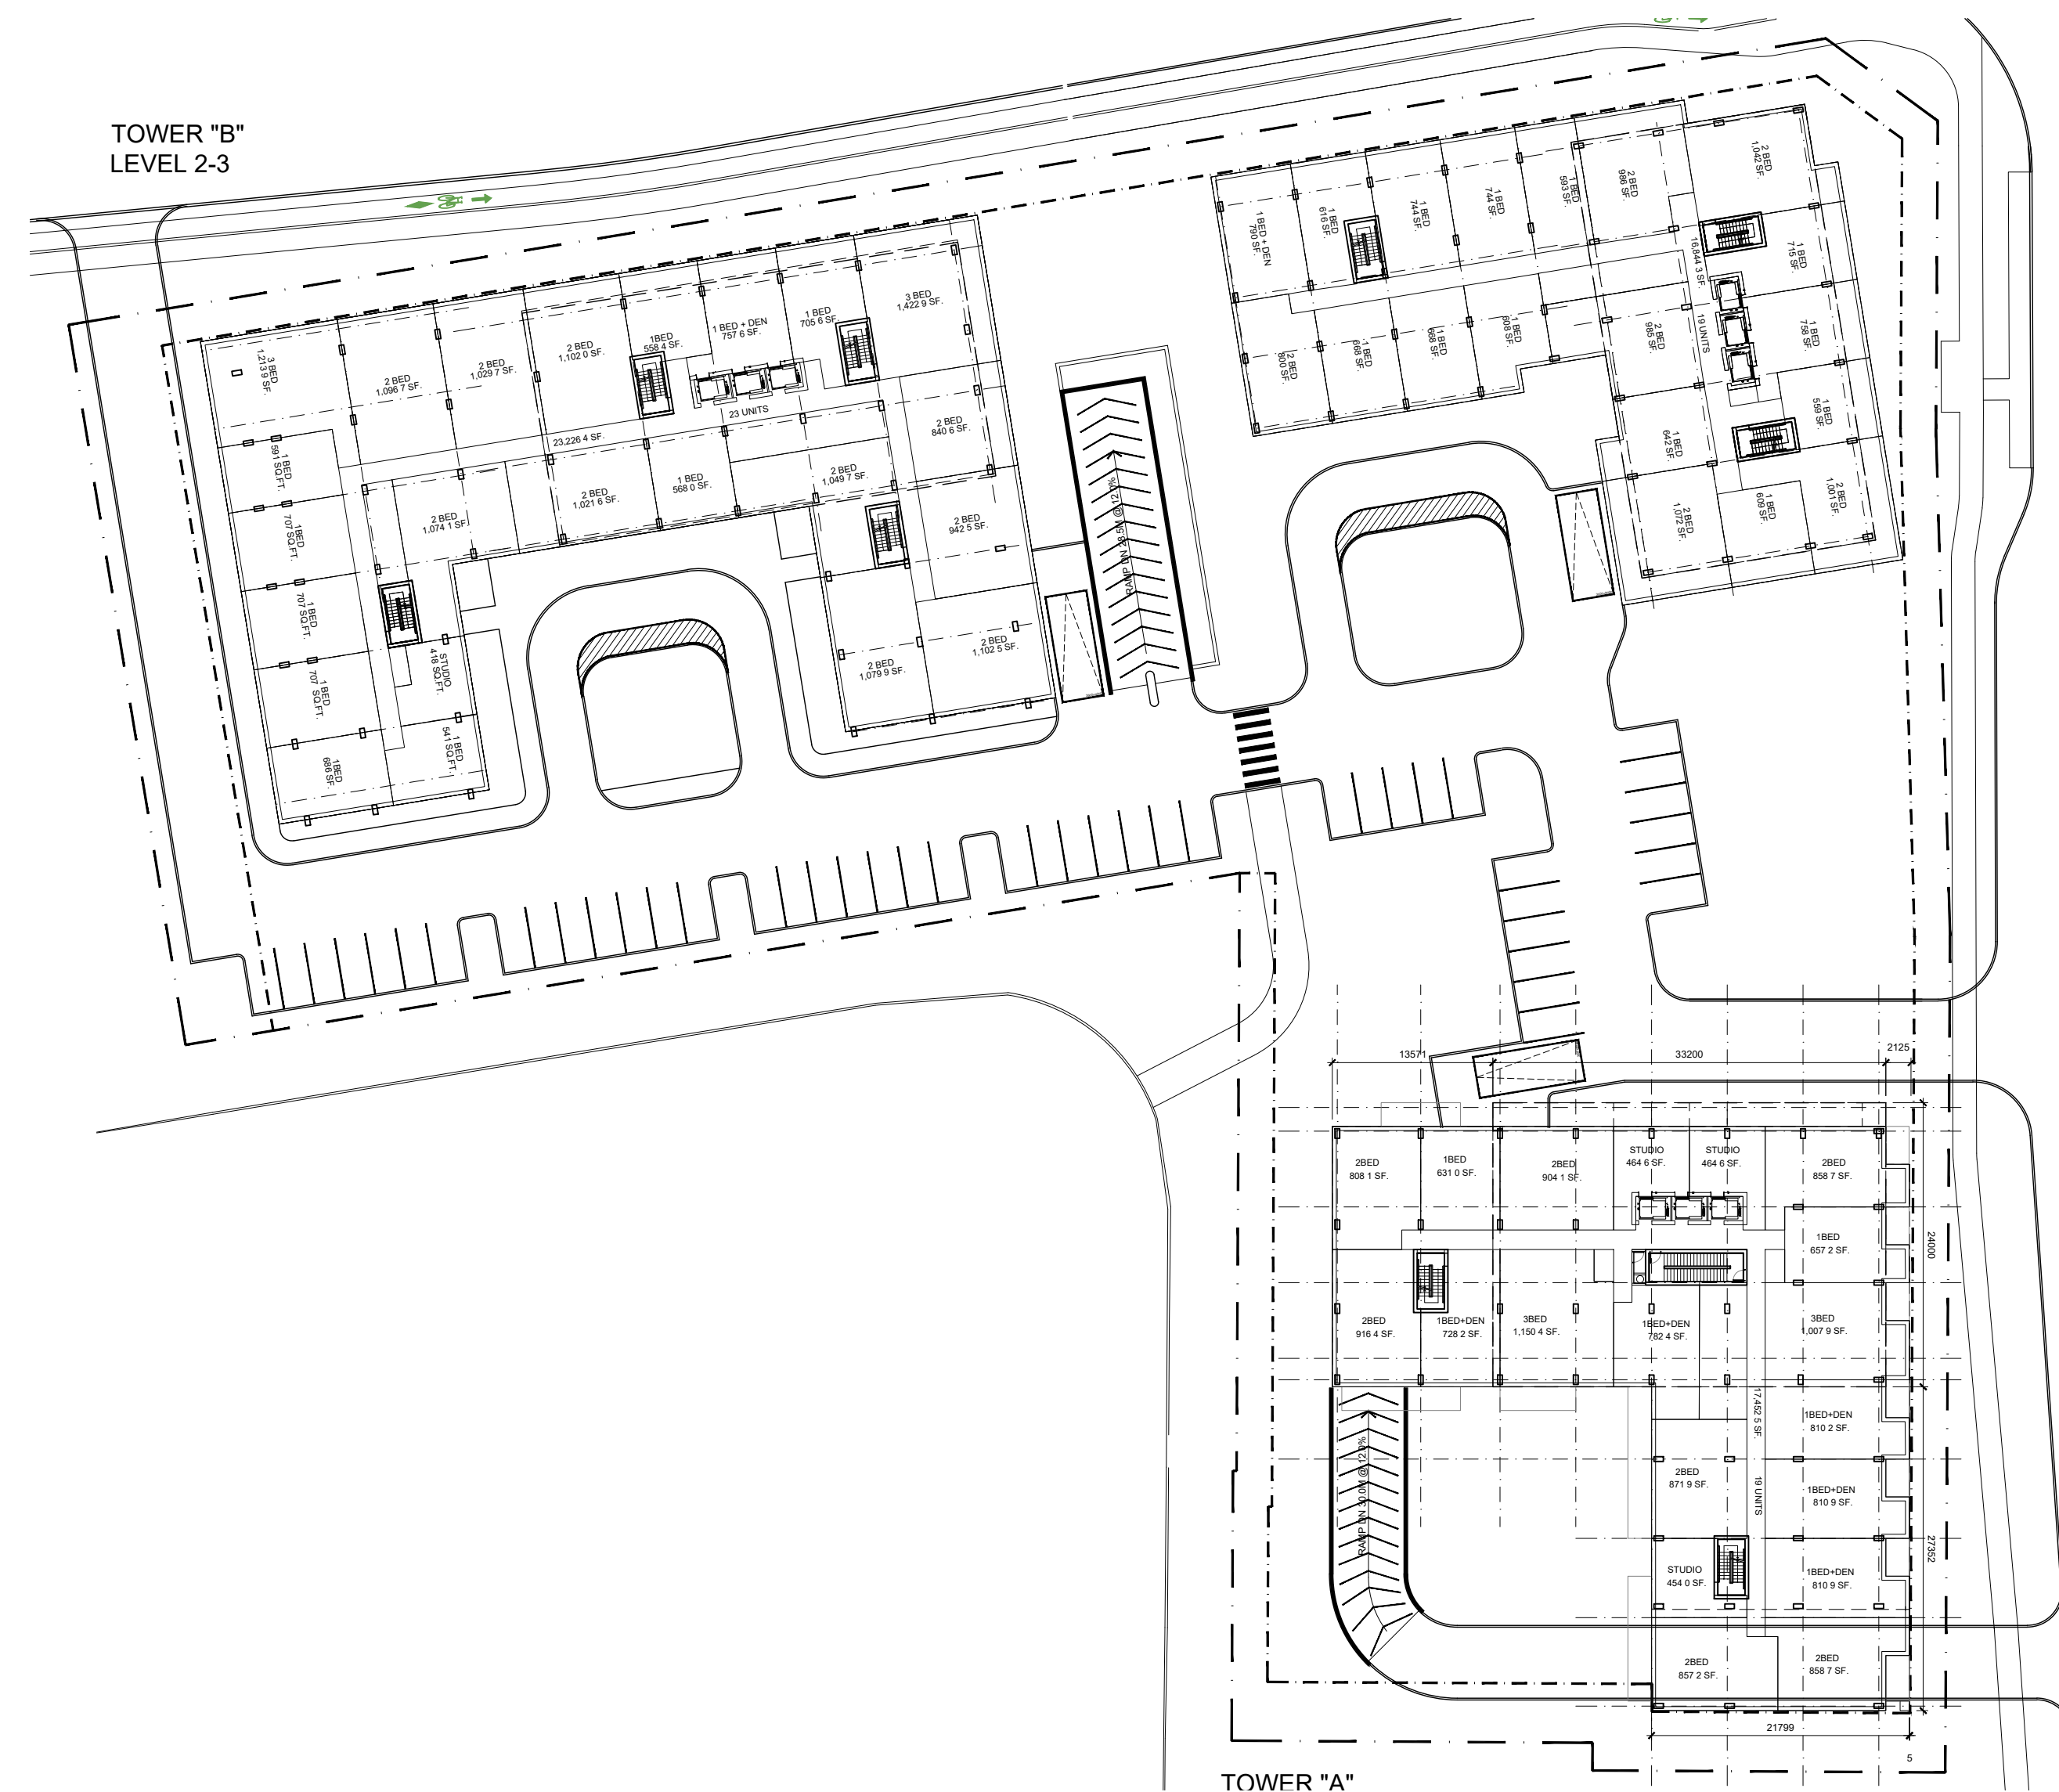 TOWER "B"
LEVEL 2-3
3 BED
1,213 9 SF.
2 BED
1,096 7 SF.
2 BED
1,029 7 SF.
2 BED
1,102 0 SF.
1BED
558 4 SF.
1 BED + DEN
757 6 SF.
1 BED
705 6 SF.
3 BED
1,422 9 SF.
23 UNITS
23,226 4 SF.
2 BED
840 6 SF.
1 BED
591 SQ.FT.
1BED
707 SQ.FT.
1 BED
707 SQ.FT.
1 BED
707 SQ.FT.
1BED
686 SF.
1 BED
541 SQ.FT.
STUDIO
418 SQ.FT.
2 BED
1,074 1 SF
2 BED
1,021 6 SF.
1 BED
568 0 SF.
2 BED
1,049 7 SF.
2 BED
942 5 SF.
2 BED
1,079 9 SF.
2 BED
1,102 5 SF.
RAMP DN 28.5M @ 12.0%
1 BED + DEN
790 SF.
1 BED
616 SF.
1 BED
744 SF.
1 BED
744 SF.
1 BED
593 SF.
2 BED
986 SF.
2 BED
1,042 SF.
1 BED
715 SF.
16,844 3 SF.
19 UNITS
1 BED
758 SF.
1 BED
559 SF.
2 BED
1,001 SF.
1 BED
609 SF.
2 BED
1,072 SF.
1 BED
642 SF.
2 BED
985 SF.
1 BED
608 SF.
1 BED
668 SF.
1 BED
668 SF.
2 BED
800 SF.
13571
33200
2125
2BED
808 1 SF.
1BED
631 0 SF.
2BED
904 1 SF.
STUDIO
464 6 SF.
STUDIO
464 6 SF.
2BED
858 7 SF.
1BED
657 2 SF.
24000
2BED
916 4 SF.
1BED+DEN
728 2 SF.
3BED
1,150 4 SF.
1BED+DEN
782 4 SF.
3BED
1,007 9 SF.
17,452 5 SF.
1BED+DEN
810 2 SF.
RAMP DN 30.0M @ 12.0%
2BED
871 9 SF.
19 UNITS
1BED+DEN
810 9 SF.
27352
STUDIO
454 0 SF.
1BED+DEN
810 9 SF.
2BED
857 2 SF.
2BED
858 7 SF.
21799
5
TOWER "A"